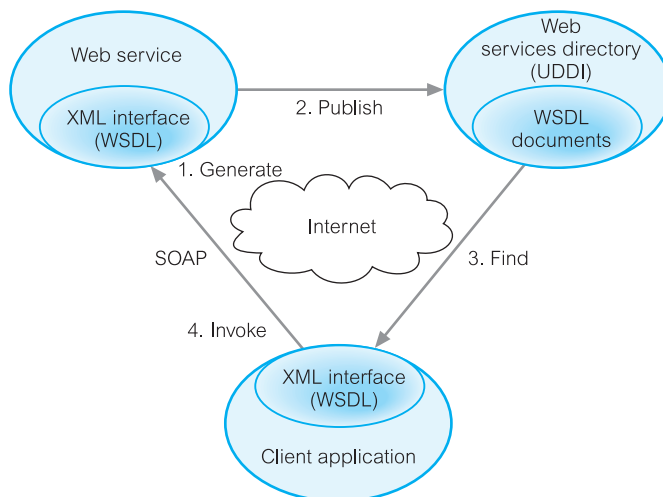 Web service
XML interface
(WSDL)
Web
services directory
(UDDI)
WSDL
documents
2. Publish
1. Generate
Internet
SOAP
3. Find
4. Invoke
XML interface
(WSDL)
Client application